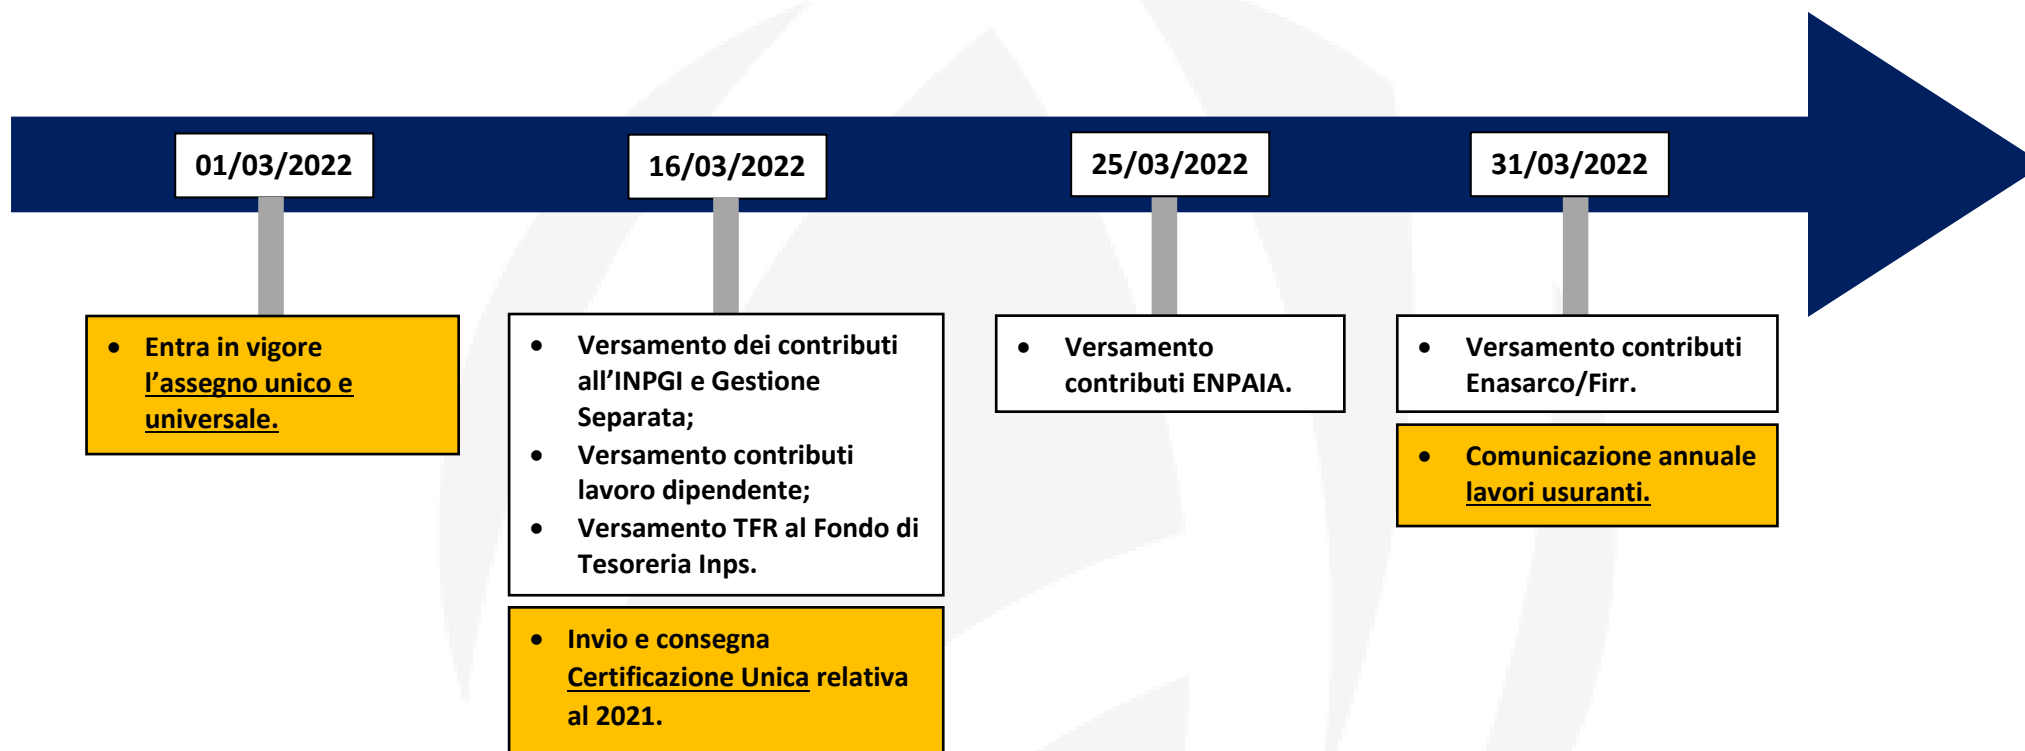 01/03/2022
16/03/2022
25/03/2022
31/03/2022
• Entra in vigore
l’assegno unico e
universale.
• Versamento dei contributi
all’INPGI e Gestione
Separata;
• Versamento contributi
lavoro dipendente;
• Versamento TFR al Fondo di
Tesoreria Inps.
• Invio e consegna
Certificazione Unica relativa
al 2021.
• Versamento
contributi ENPAIA.
• Versamento contributi
Enasarco/Firr.
• Comunicazione annuale
lavori usuranti.